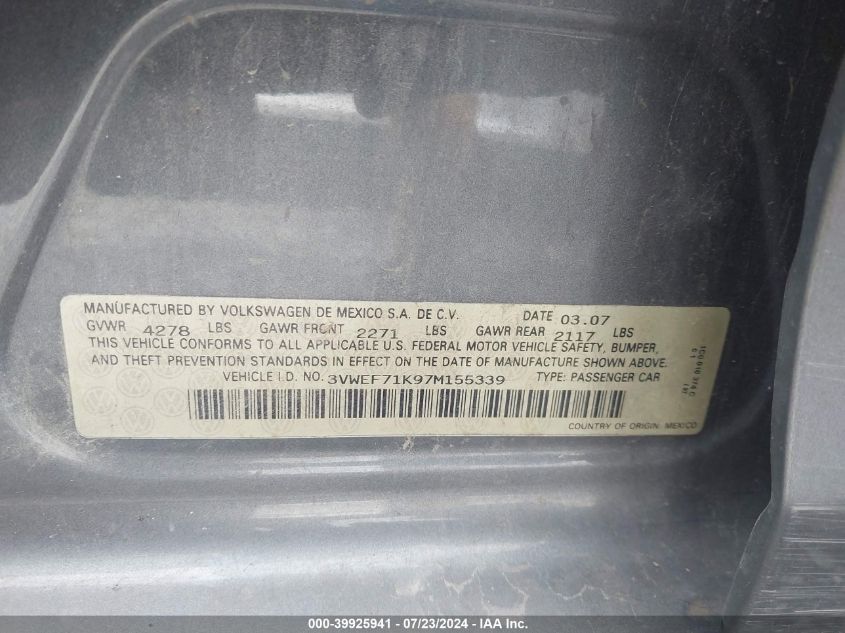 MANUFACTURED BY VOLKSWAGEN DE MEXICO S.A. DE C.V. DATE 03.07
GVWR 4278 LBS GAWR FRONT 2271 LBS GAWR REAR 2117 LBS
THIS VEHICLE CONFORMS TO ALL APPLICABLE U.S. FEDERAL MOTOR VEHICLE SAFETY, BUMPER,
AND THEFT PREVENTION STANDARDS IN EFFECT ON THE DATE OF MANUFACTURE SHOWN ABOVE.
VEHICLE I.D. NO. 3VWEF71K97M155339 TYPE: PASSENGER CAR
COUNTRY OF ORIGIN: MEXICO
1C0 010 374 C
000-39925941 - 07/23/2024 - IAA Inc.